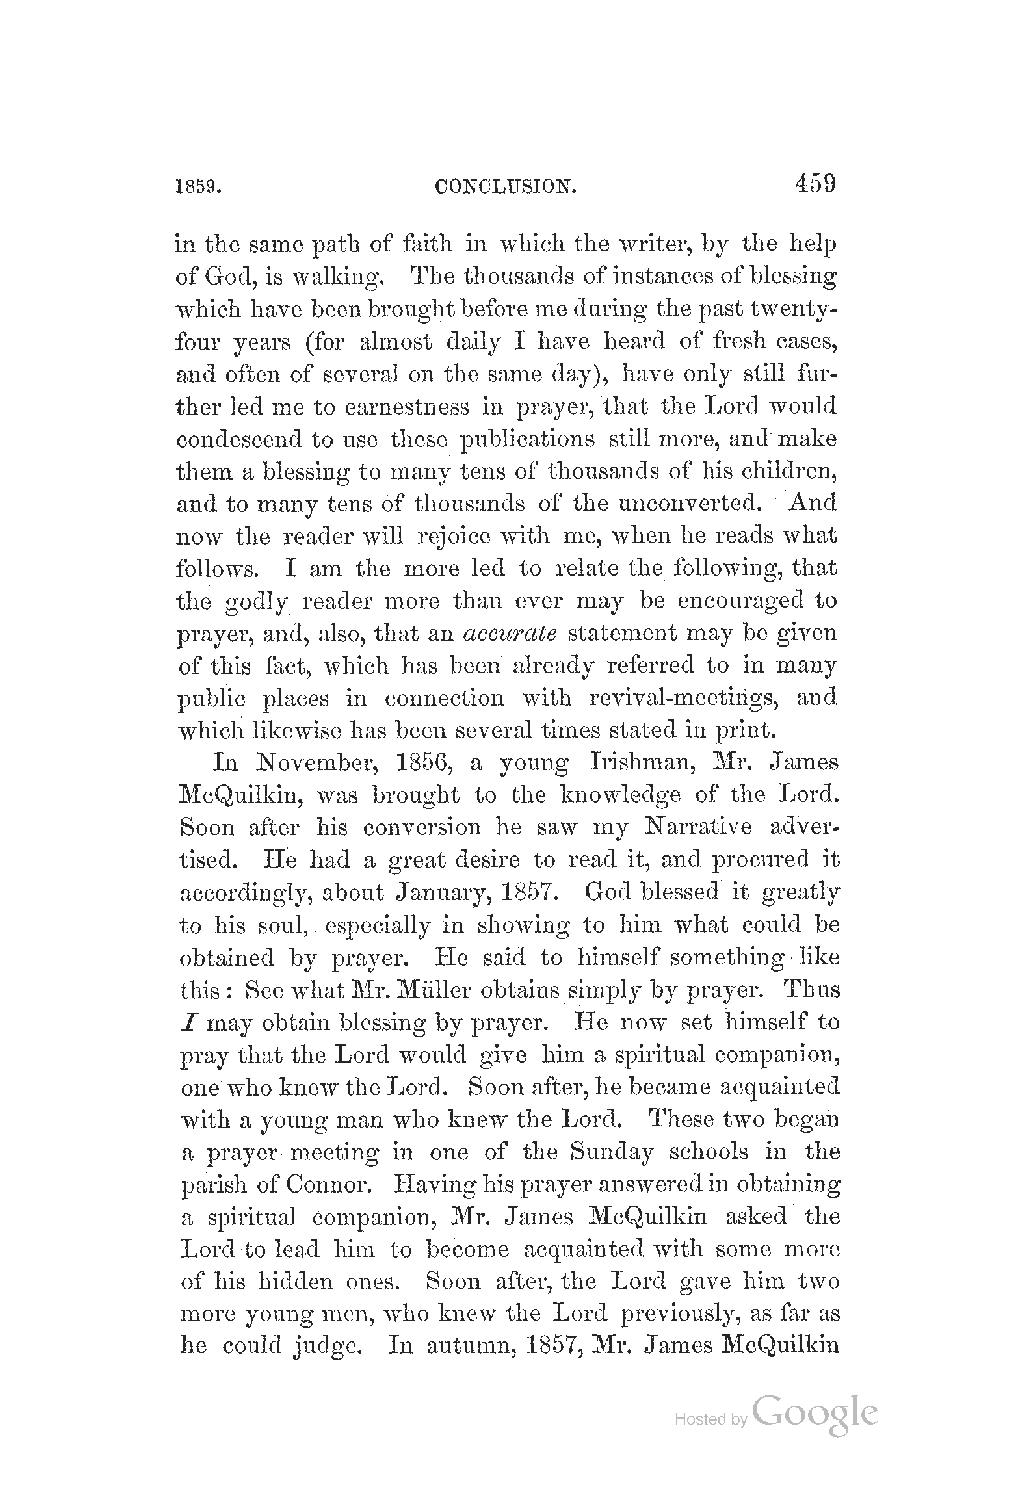 1859. CONCLUSION. 459
in the same path of faith in which the writer, by the help
of God, is walking. The thousands of instances of blessing
which have been brought before me during the past twenty-
four years (for almost daily I have heard of fresh cases,
and often of several on the same day), have only still fur-
ther led me to earnestness in prayer, that the Lord would
condescend to use these publications still more, and make
them a blessing to many tens of thousands of his children,
and to many tens of thousands of the unconverted. And
now the reader will rejoice with me, when he reads what
follows. I am the more led to relate the following, that
the godly reader more than ever may be encouraged to
prayer, and, also, that an accurate statement may be given
of this fact, which has been already referred to in many
public places in connection with revival-meetings, and
which likewise has been several times stated in print.
In November, 1856, a young Irishman, Mr. James
McQuilkin, was brought to the knowledge of the Lord.
Soon after his conversion he saw my Narrative adver-
tised. He had a great desire to read it, and procured it
accordingly, about January, 1857. God blessed it greatly
to his soul, especially in showing to him what could be
obtained by prayer. He said to himself something like
this: See what Mr. Müller obtains simply by prayer. Thus
I may obtain blessing by prayer. He now set himself to
pray that the Lord would give him a spiritual companion,
one who knew the Lord. Soon after, he became acquainted
with a young man who knew the Lord. These two began
a prayer meeting in one of the Sunday schools in the
parish of Connor. Having his prayer answered in obtaining
a spiritual companion, Mr. James McQuilkin asked the
Lord to lead him to become acquainted with some more
of his hidden ones. Soon after, the Lord gave him two
more young men, who knew the Lord previously, as far as
he could judge. In autumn, 1857, Mr. James McQuilkin
Hosted by Google